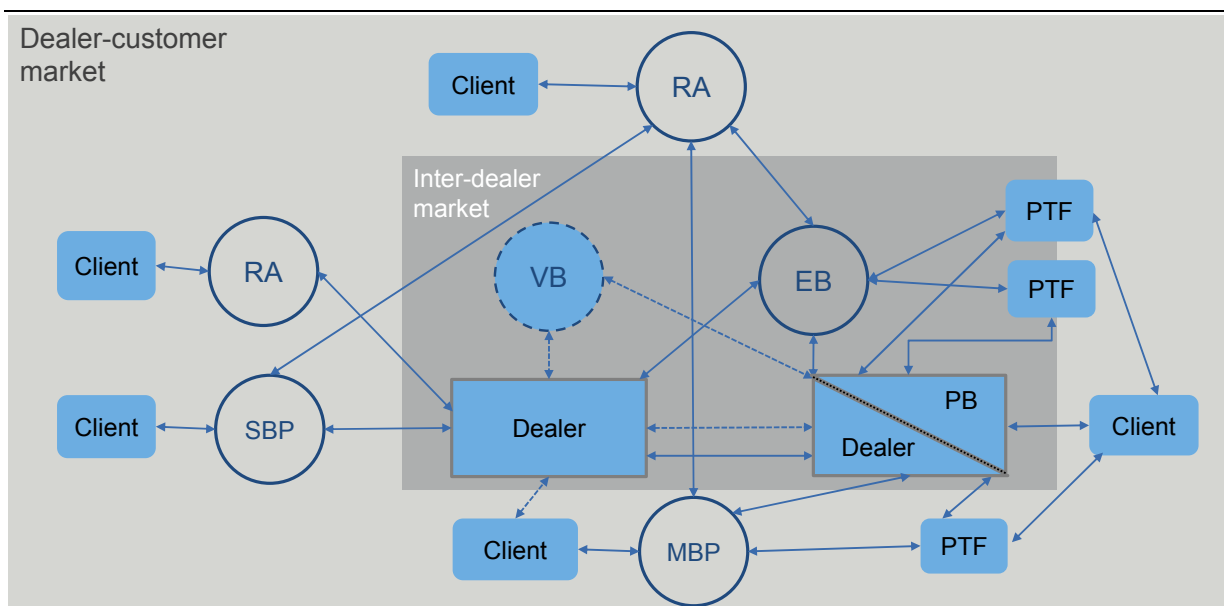 Dealer-customer
market
Client
RA
Inter-dealer
market
PTF
Client
RA
VB
EB
PTF
Client
SBP
Dealer
PB
Dealer
Client
Client
MBP
PTF